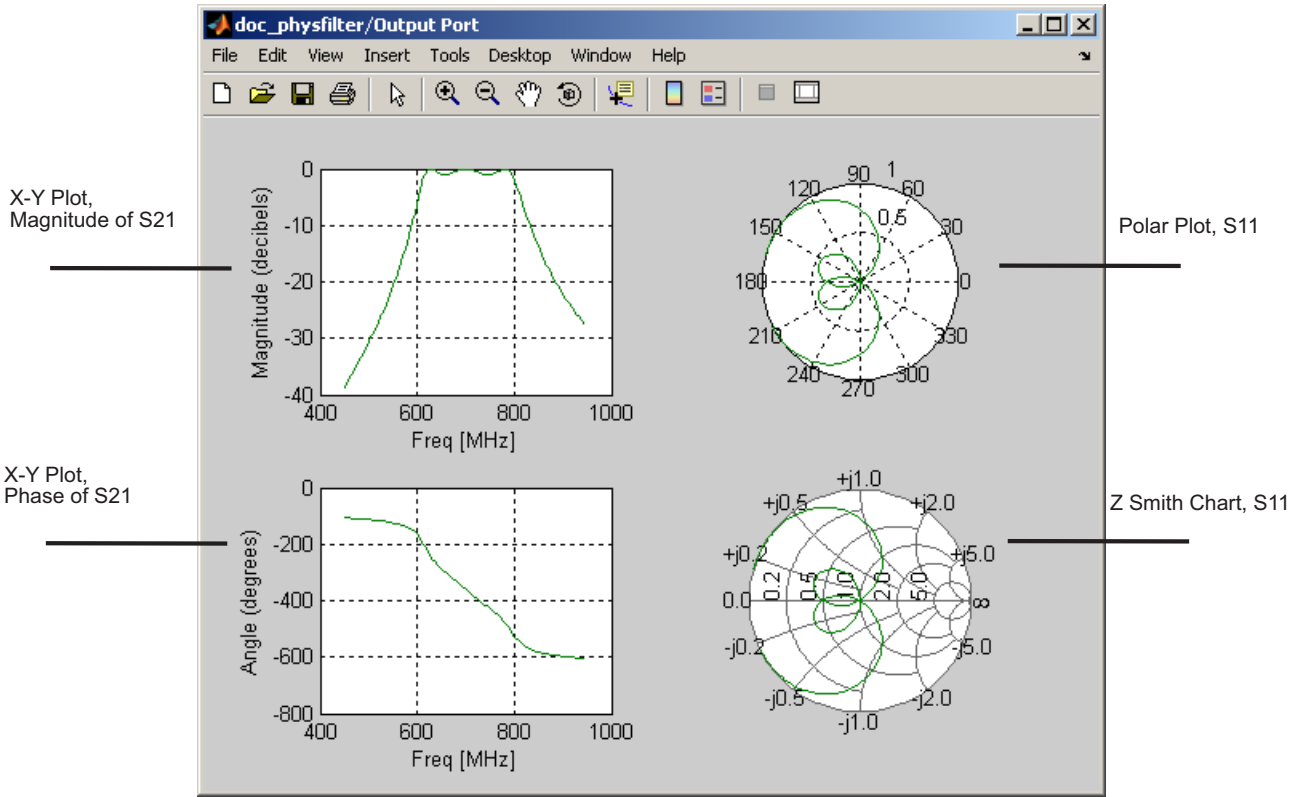 doc_physfilter/Output Port
File Edit View Insert Tools Desktop Window Help
X-Y Plot,
Magnitude of S21
Magnitude (decibels)
0
-10
-20
-30
-40
400 600 800 1000
Freq [MHz]
Polar Plot, S11
90 1
120 60
0.5
150 30
180 0
210 330
240 300
270
X-Y Plot,
Phase of S21
Angle (degrees)
0
-200
-400
-600
-800
400 600 800 1000
Freq [MHz]
Z Smith Chart, S11
+j1.0
+j0.5 +j2.0
+j0.2 +j5.0
0.0 0.2 0.5 1.0 2.0 5.0 ∞
-j0.2 -j5.0
-j0.5 -j2.0
-j1.0